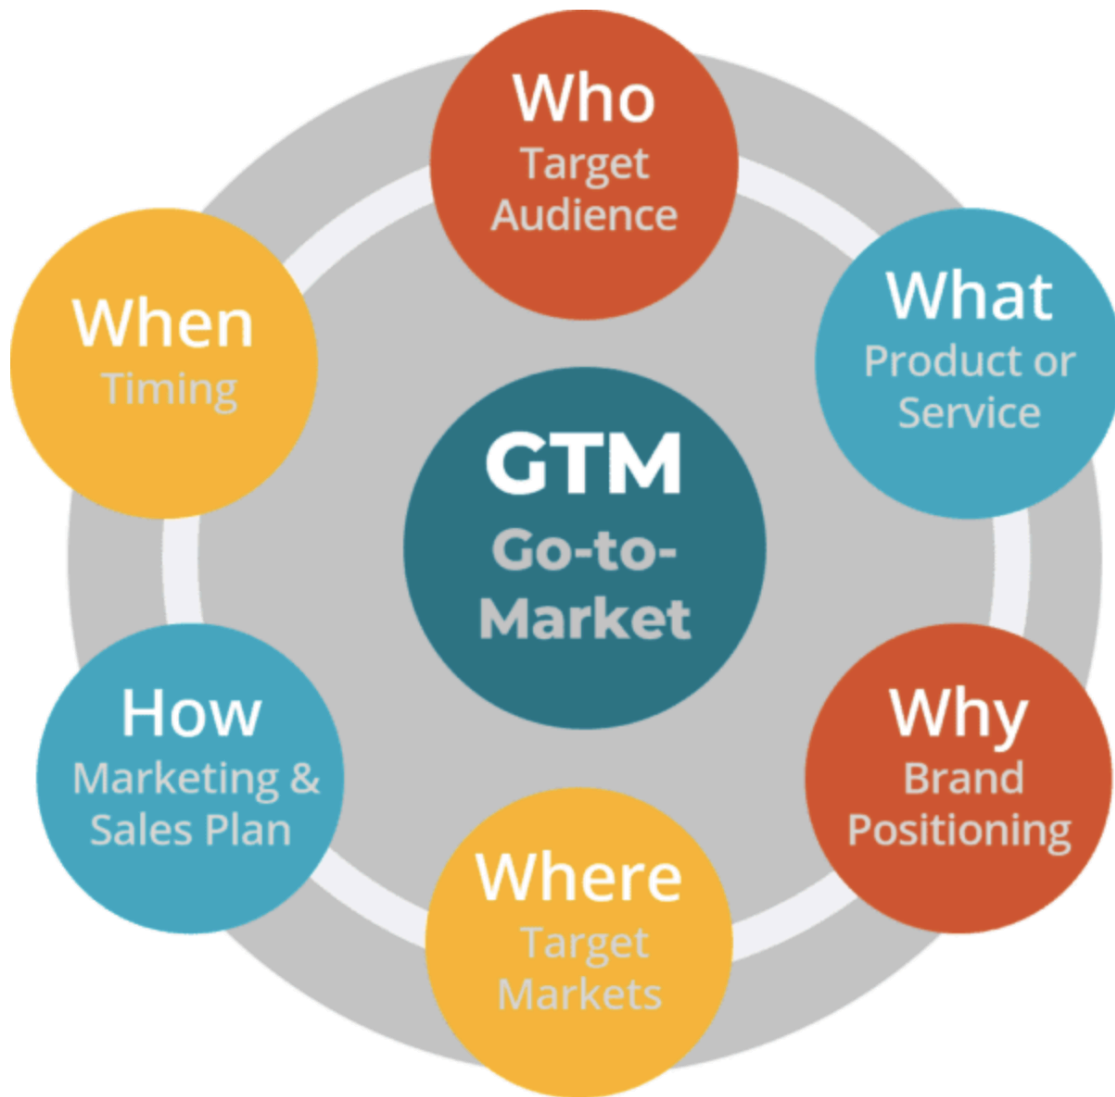 Who
Target
Audience
What
Product or
Service
Why
Brand
Positioning
Where
Target
Markets
How
Marketing &
Sales Plan
When
Timing
GTM
Go-to-
Market